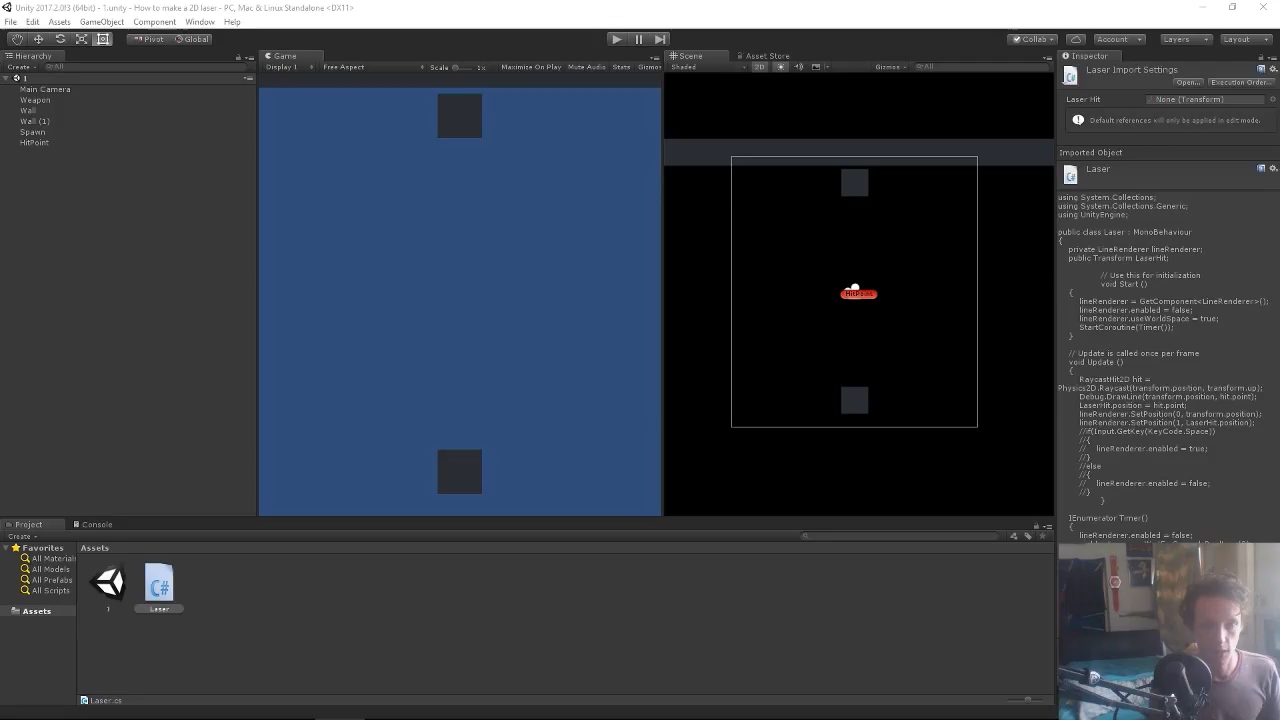 Unity 2017.2.0f3 (64bit) - 1.unity - How to make a 2D laser - PC, Mac & Linux Standalone <DX11>
File Edit Assets GameObject Component Window Help
Pivot Global Collab Account Layers Layout
Hierarchy
Create All
1
Main Camera
Weapon
Wall
Wall (1)
Spawn
HitPoint
Game
Display 1 Free Aspect Scale 1x Maximize On Play Mute Audio Stats Gizmos
Scene Asset Store
Shaded 2D Gizmos All
HitPoint
Inspector
Laser Import Settings
Open... Execution Order...
Laser Hit None (Transform)
Default references will only be applied in edit mode.
Imported Object
Laser
using System.Collections;
using System.Collections.Generic;
using UnityEngine;
public class Laser : MonoBehaviour
{
private LineRenderer lineRenderer;
public Transform LaserHit;
// Use this for initialization
void Start ()
{
lineRenderer = GetComponent<LineRenderer>();
lineRenderer.enabled = false;
lineRenderer.useWorldSpace = true;
StartCoroutine(Timer());
}
// Update is called once per frame
void Update ()
{
RaycastHit2D hit =
Physics2D.Raycast(transform.position, transform.up);
Debug.DrawLine(transform.position, hit.point);
LaserHit.position = hit.point;
lineRenderer.SetPosition(0, transform.position);
lineRenderer.SetPosition(1, LaserHit.position);
//if(Input.GetKey(KeyCode.Space))
//{
// lineRenderer.enabled = true;
//}
//else
//{
// lineRenderer.enabled = false;
//}
}
IEnumerator Timer()
{
lineRenderer.enabled = false;
Project Console
Create
Favorites
All Materials
All Models
All Prefabs
All Scripts
Assets
Assets
1
Laser
Laser.cs